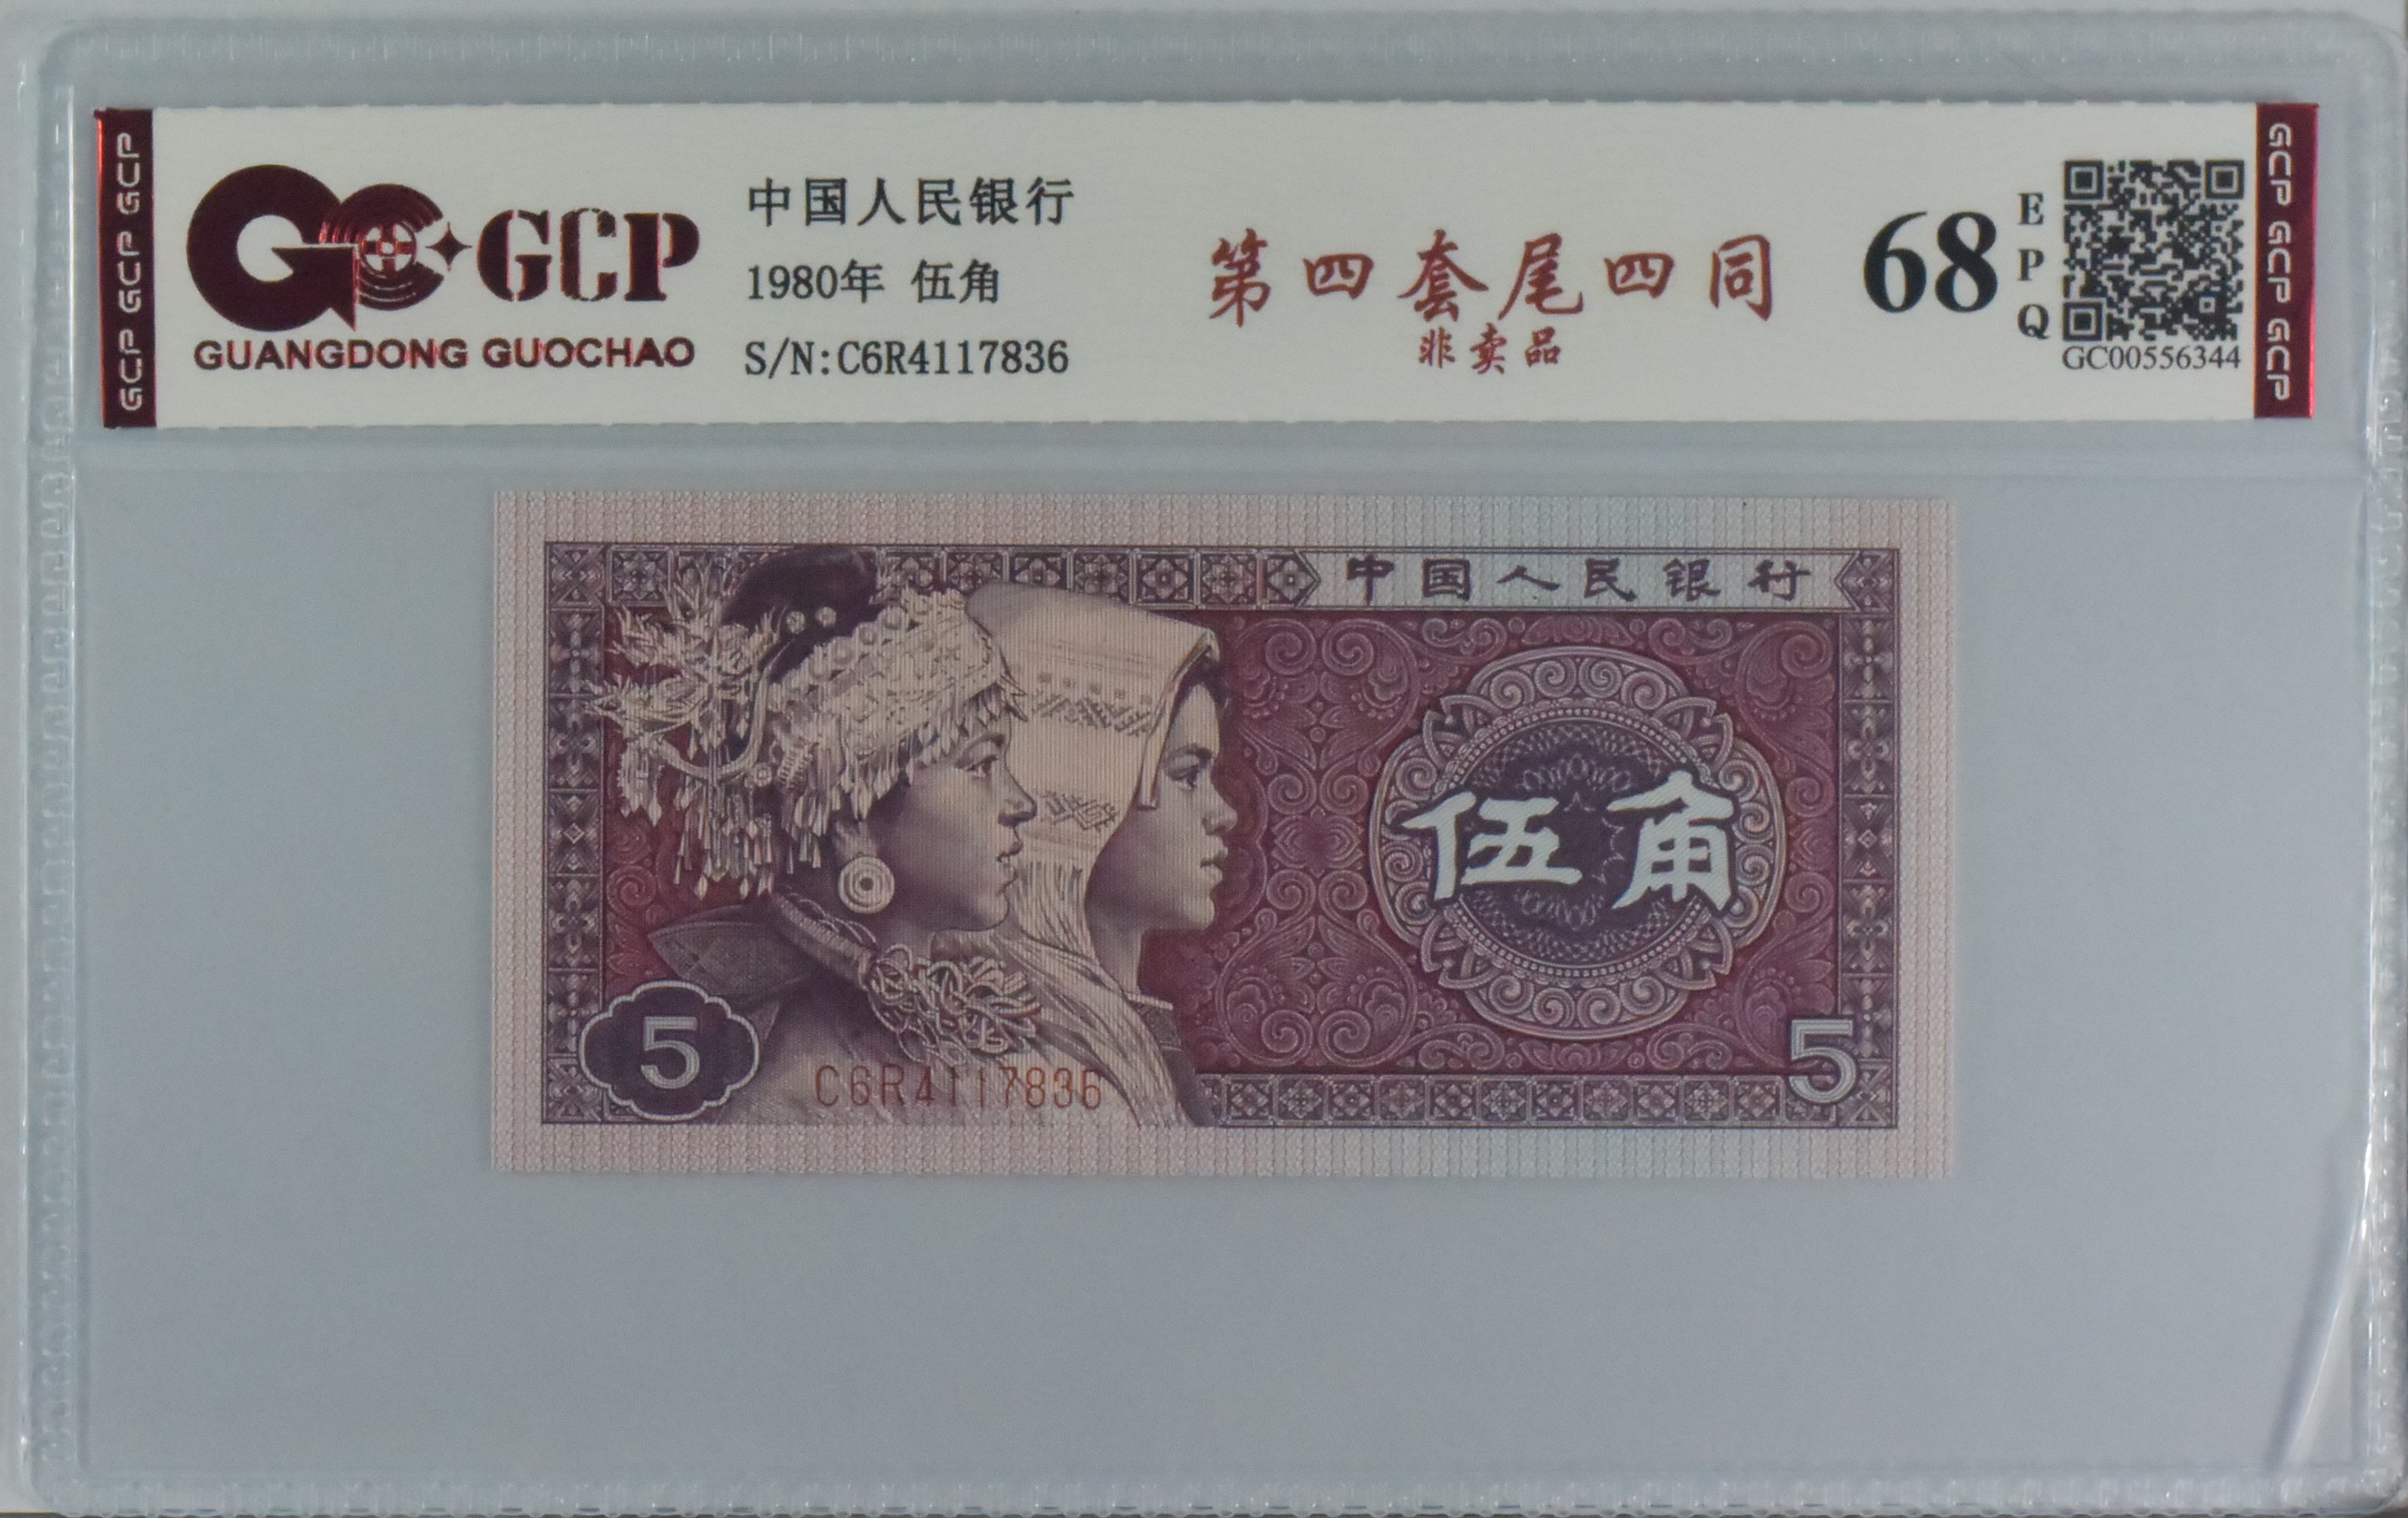 GCP GCP GCP
GCP
GUANGDONG GUOCHAO
中国人民银行
1980年 伍角
S/N:C6R4117836
第四套尾四同
非卖品
68
EPQ
GC00556344
GCP GCP GCP
中国人民银行
伍角
5
C6R4117836
5